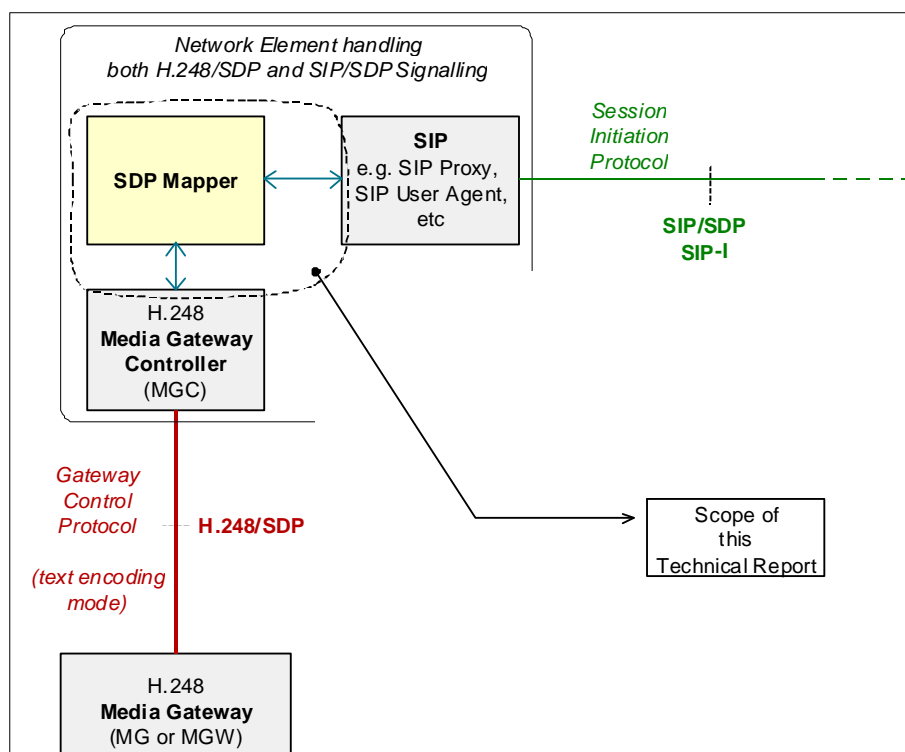 Network Element handling
both H.248/SDP and SIP/SDP Signalling
SDP Mapper
SIP
e.g. SIP Proxy,
SIP User Agent,
etc
Session
Initiation
Protocol
SIP/SDP
SIP-I
H.248
Media Gateway
Controller
(MGC)
Gateway
Control
Protocol
H.248/SDP
(text encoding
mode)
Scope of
this
Technical Report
H.248
Media Gateway
(MG or MGW)